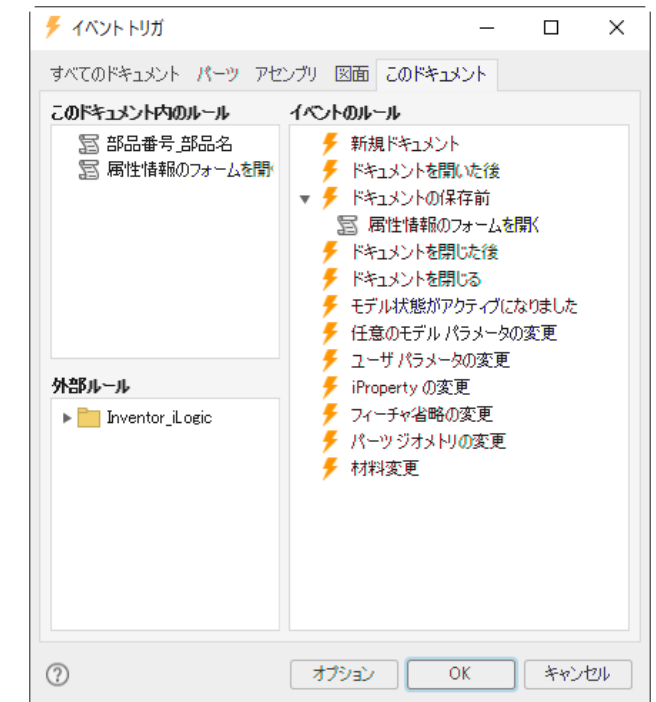 イベント トリガ
すべてのドキュメント パーツ アセンブリ 図面 このドキュメント
このドキュメント内のルール
部品番号_部品名
属性情報のフォームを開く
外部ルール
Inventor_iLogic
イベントのルール
新規ドキュメント
ドキュメントを開いた後
ドキュメントの保存前
属性情報のフォームを開く
ドキュメントを閉じた後
ドキュメントを閉じる
モデル状態がアクティブになりました
任意のモデル パラメータの変更
ユーザ パラメータの変更
iProperty の変更
フィーチャ省略の変更
パーツ ジオメトリの変更
材料変更
オプション OK キャンセル